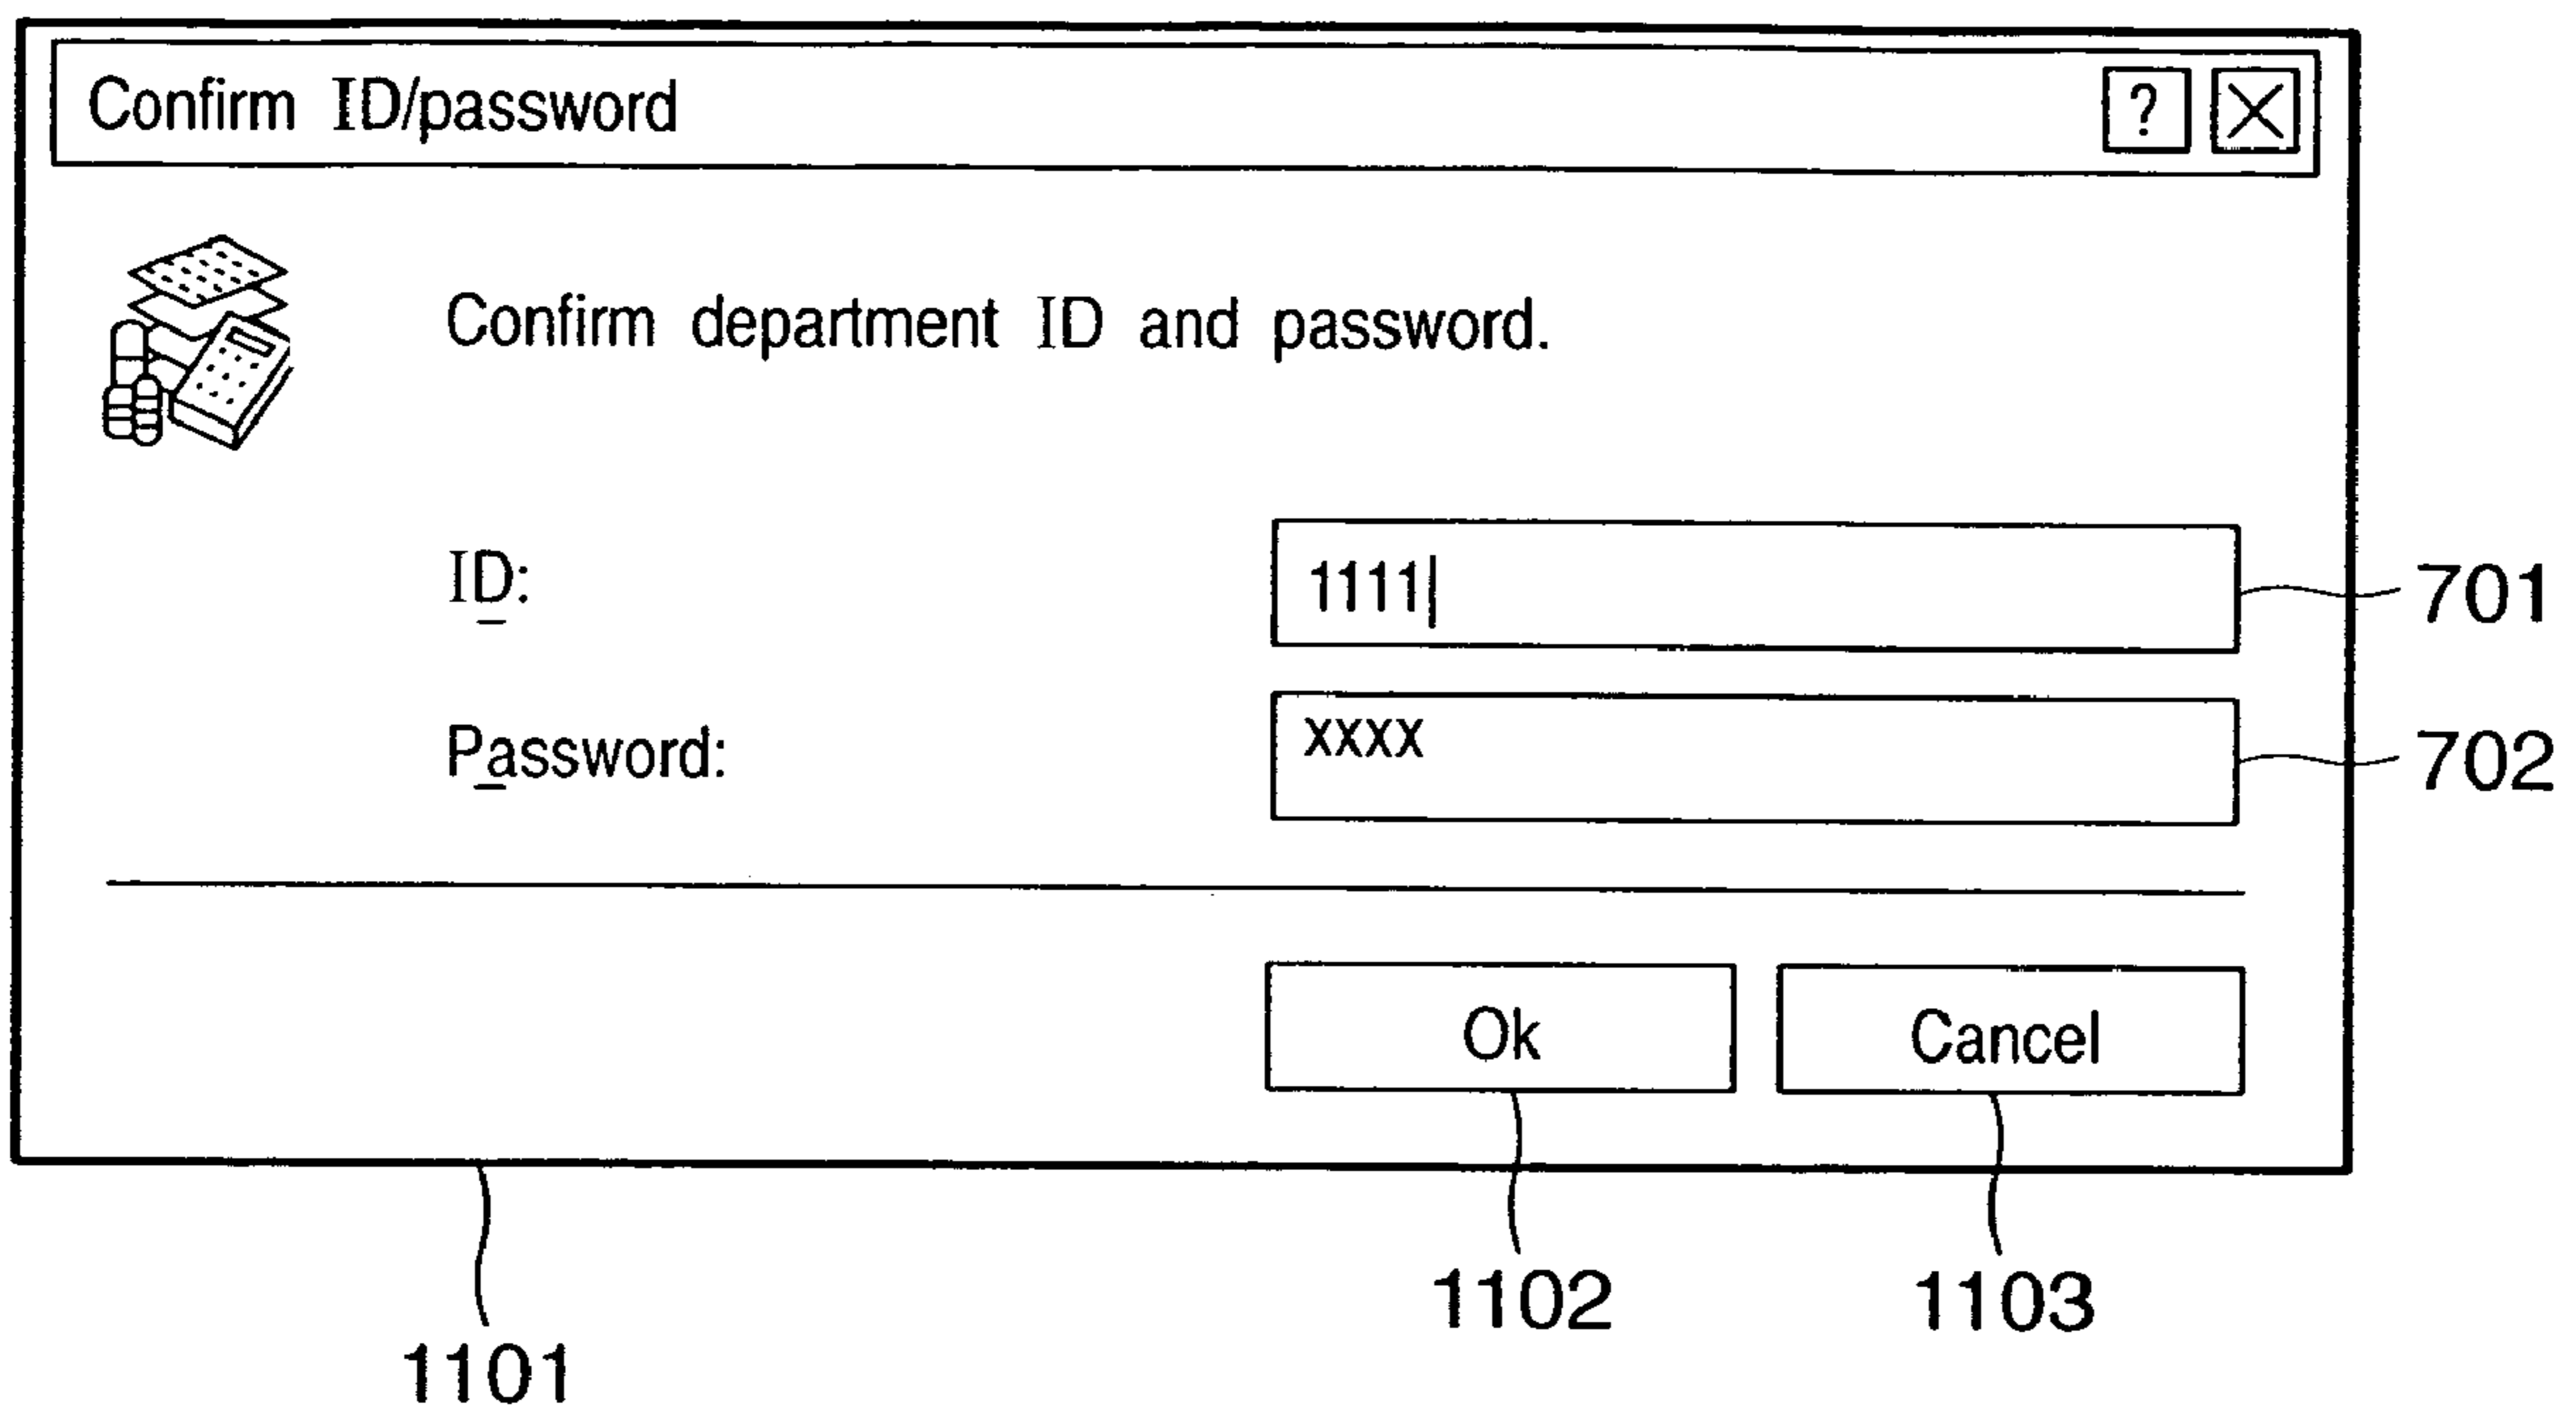 Confirm ID/password ?
Confirm department ID and password.
ID: 1111 701
Password: xxxx 702
Ok Cancel
1102 1103
1101